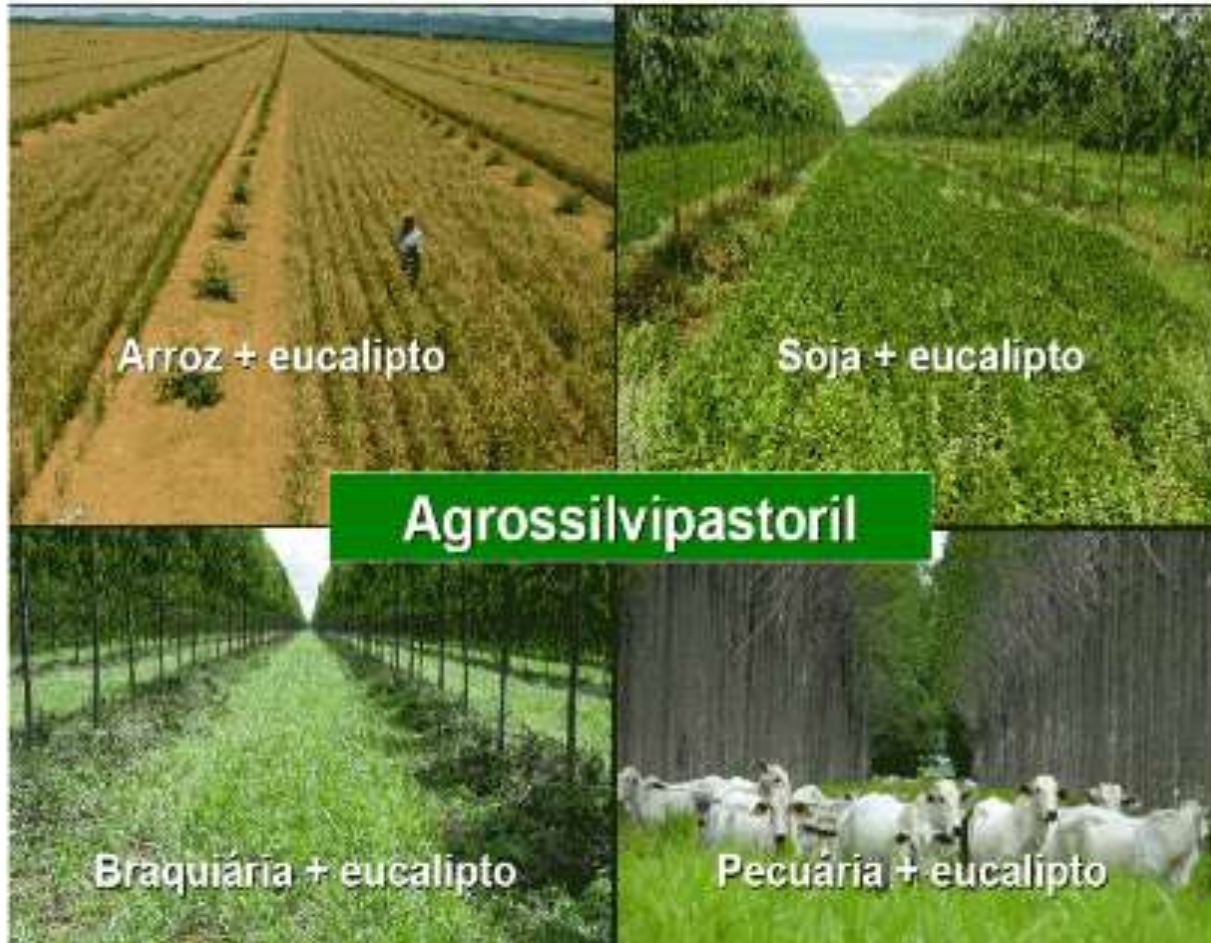 Arroz + eucalipto
Soja + eucalipto
Agrossilvipastoril
Braquiária + eucalipto
Pecuária + eucalipto